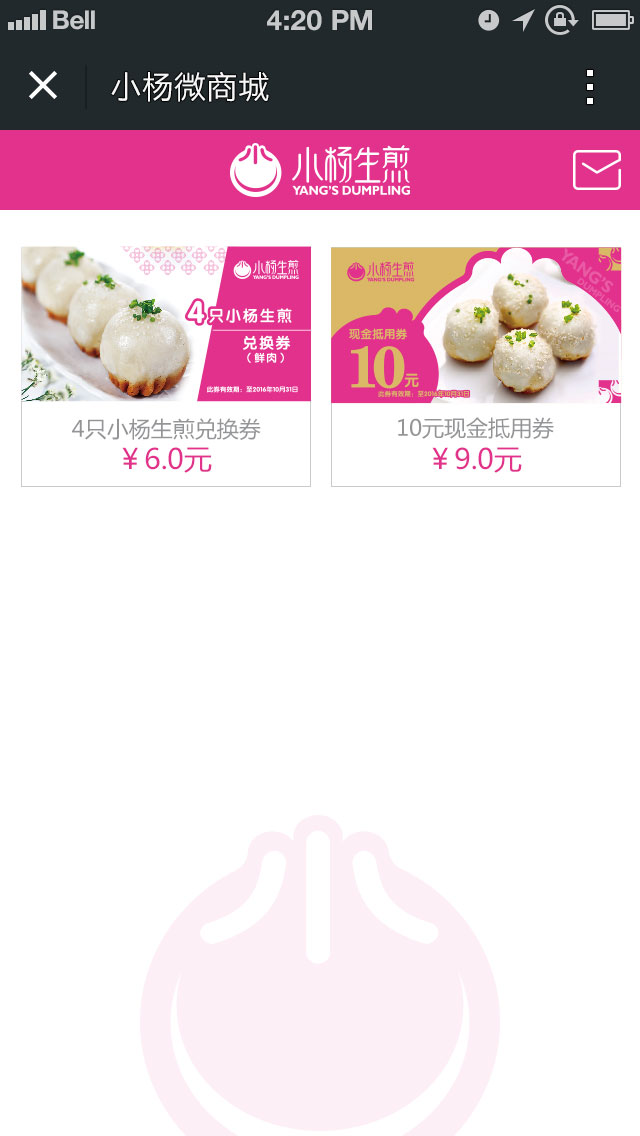 Bell
4:20 PM
小杨微商城
小杨生煎
YANG'S DUMPLING
小杨生煎
YANG'S DUMPLING
4只小杨生煎
兑换券
(鲜肉)
此券有效期：至2016年10月31日
4只小杨生煎兑换券
¥6.0元
小杨生煎
YANG'S DUMPLING
YANG'S
DUMPLING
现金抵用券
10元
此券有效期：至2016年10月31日
10元现金抵用券
¥9.0元